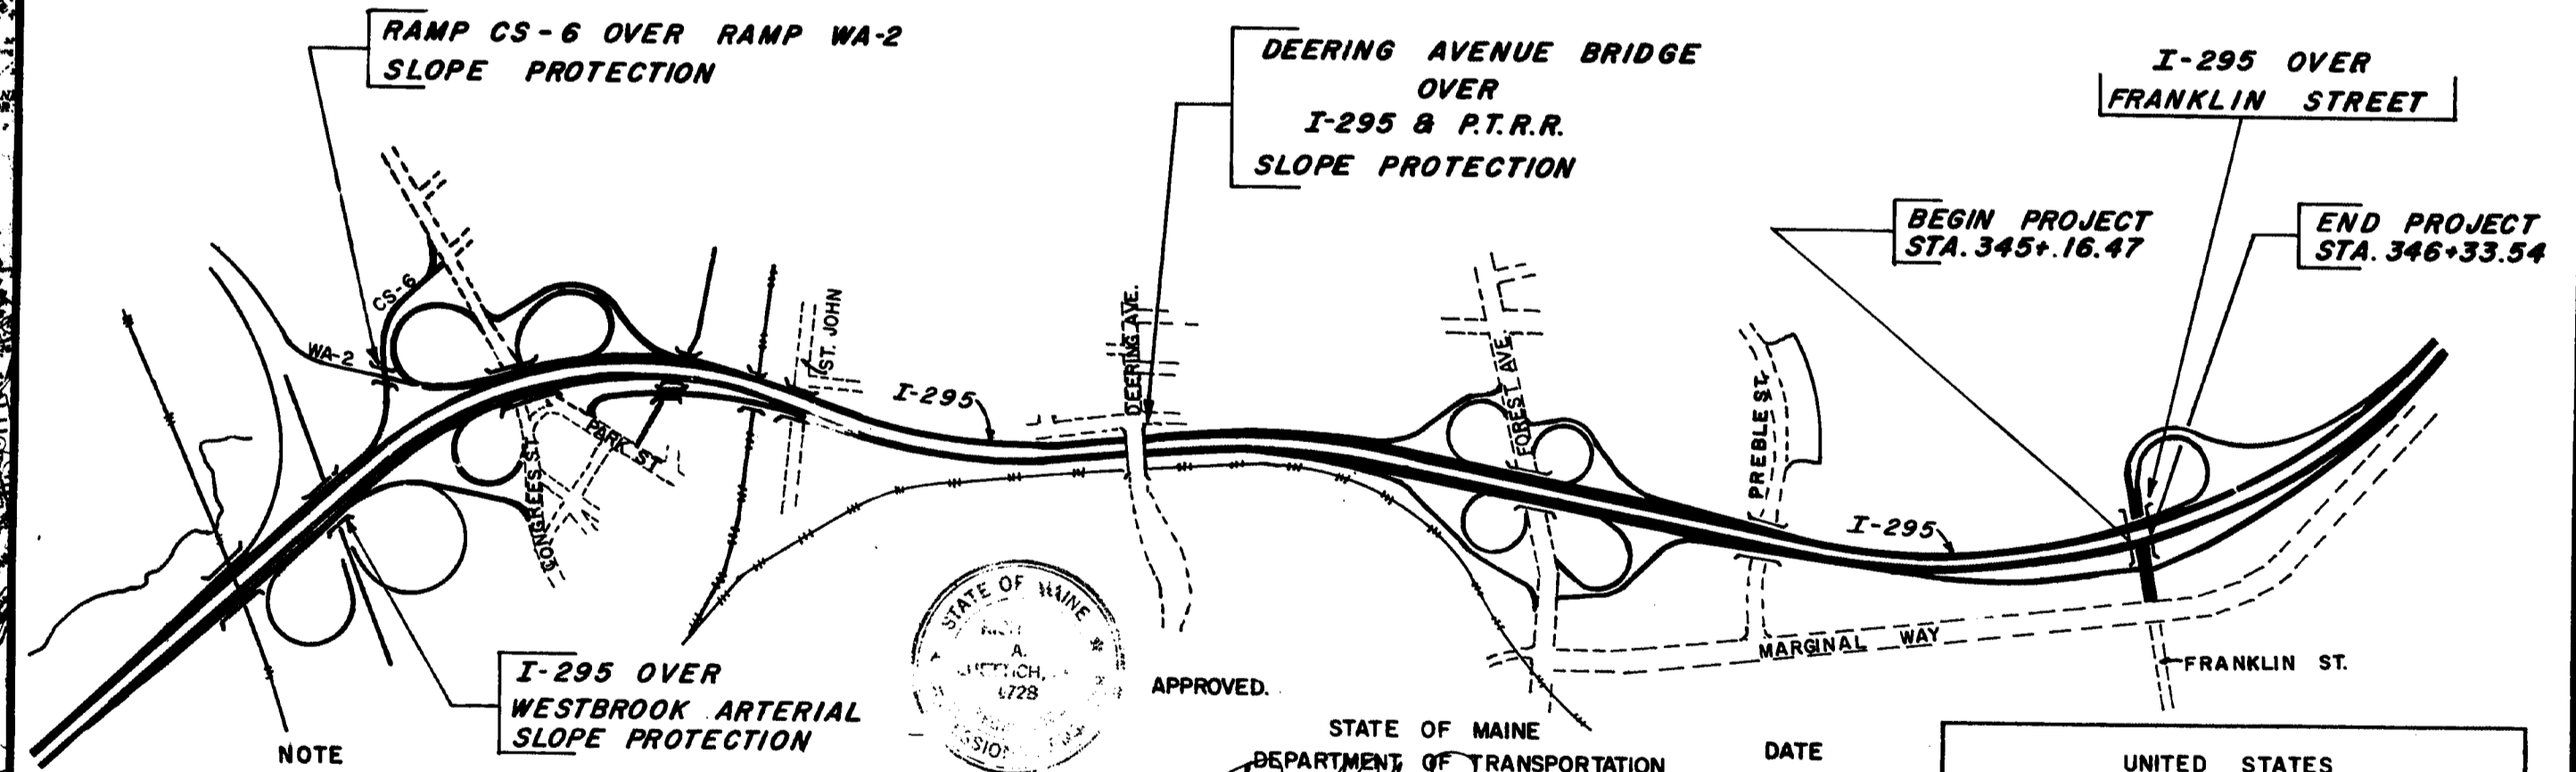 RAMP CS-6 OVER RAMP WA-2
SLOPE PROTECTION
DEERING AVENUE BRIDGE
OVER
I-295 & P.T.R.R.
SLOPE PROTECTION
I-295 OVER
FRANKLIN STREET
BEGIN PROJECT
STA. 345+.16.47
END PROJECT
STA. 346+33.54
CS-6
WA-2
ST. JOHN
I-295
DEERING AVE.
FOREST AVE.
PREBLE ST.
PARK ST
CONGREES ST.
I-295
MARGINAL WAY
FRANKLIN ST.
I-295 OVER
WESTBROOK ARTERIAL
SLOPE PROTECTION
STATE OF MAINE
A.
APPROVED.
NOTE
STATE OF MAINE
DEPARTMENT OF TRANSPORTATION
DATE
UNITED STATES